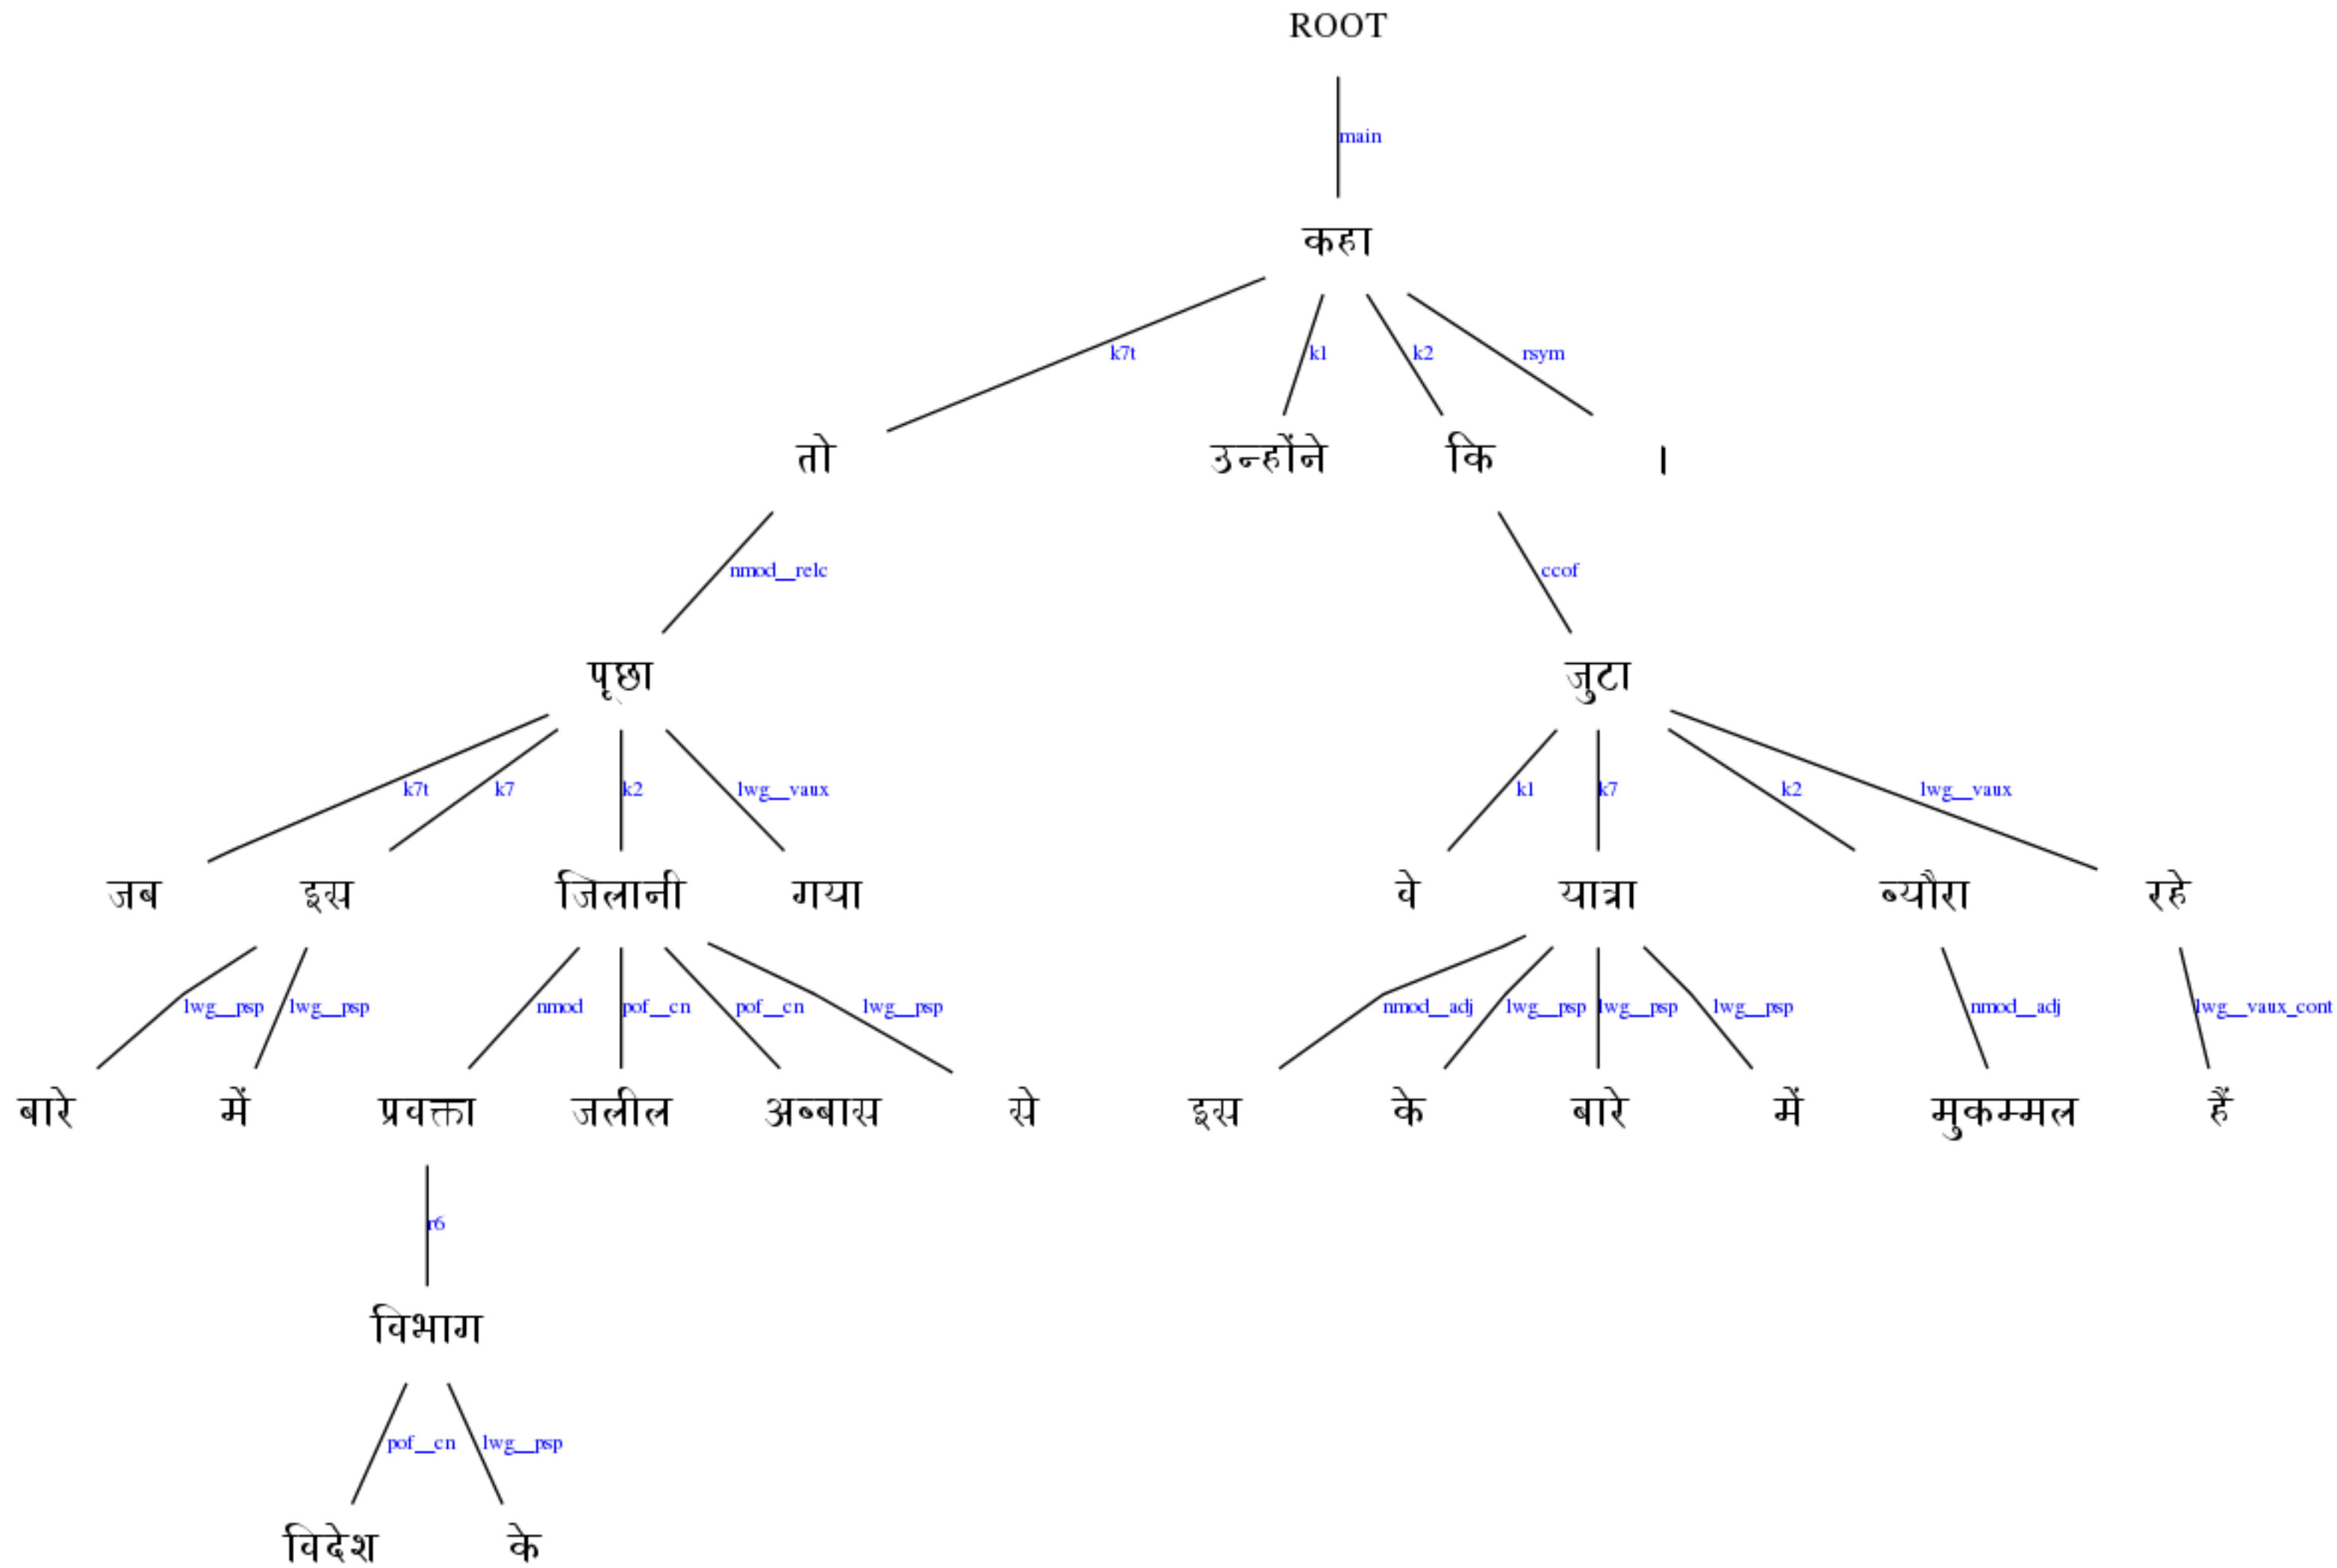 ROOT
main
कहा
k7t k1 k2 rsym
तो उन्होंने कि ।
nmod__relc ccof
पूछा जुटा
k7t k7 k2 lwg__vaux k1 k7 k2 lwg__vaux
जब इस जिलानी गया वे यात्रा ब्यौरा रहे
lwg__psp lwg__psp nmod pof__cn pof__cn lwg__psp nmod__adj lwg__psp lwg__psp lwg__psp nmod__adj lwg__vaux_cont
बारे में प्रवक्ता जलील अब्बास से इस के बारे में मुकम्मल हैं
r6
विभाग
pof__cn lwg__psp
विदेश के